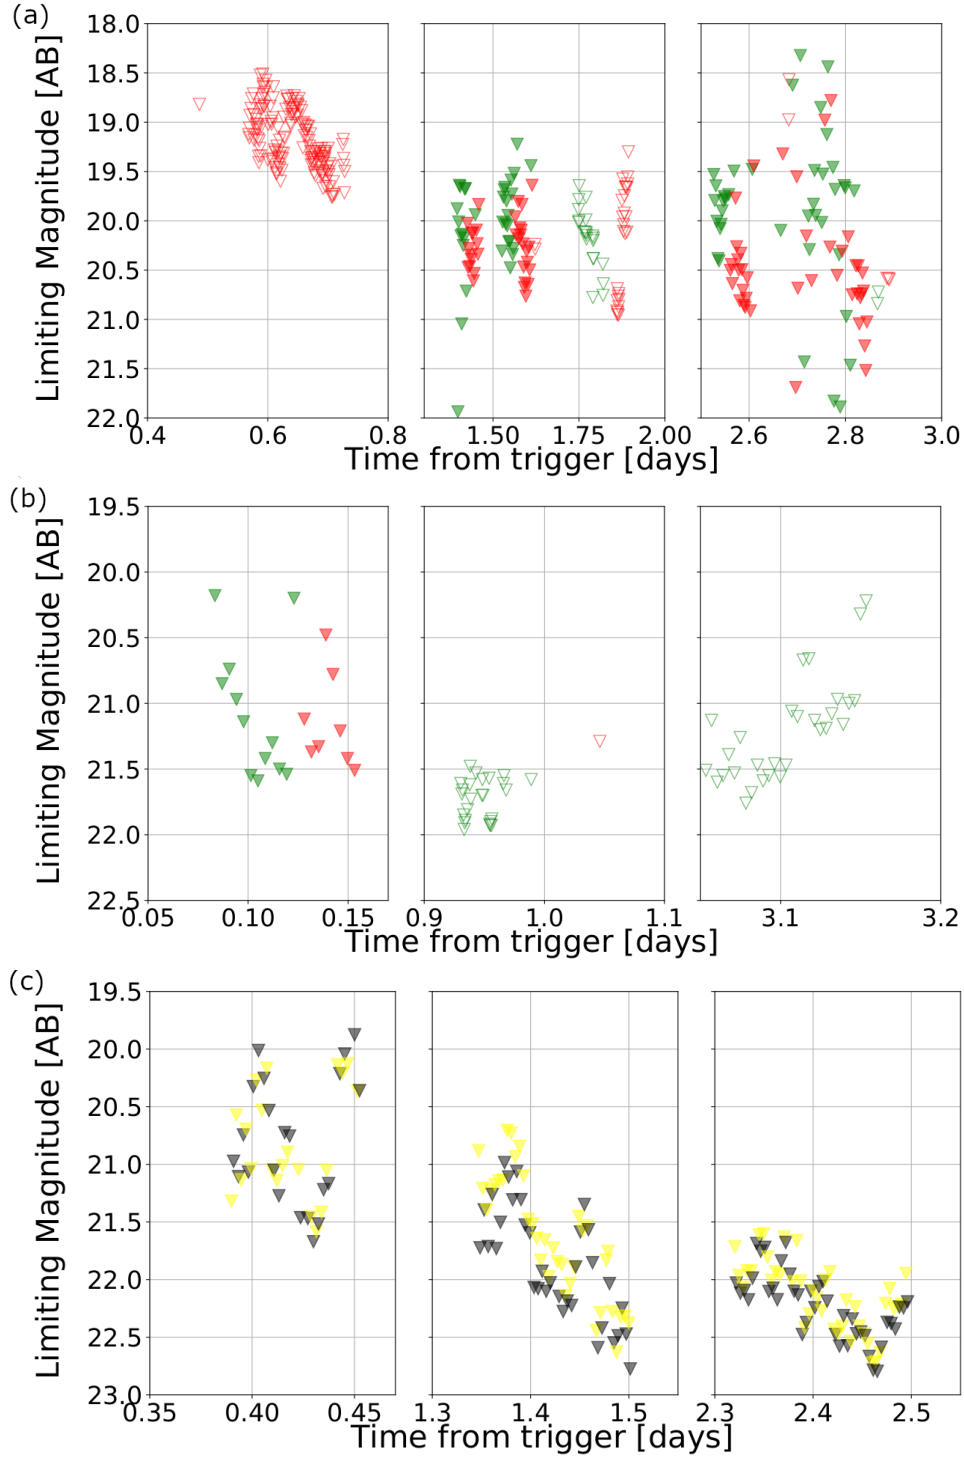 (a)
Limiting Magnitude [AB]
18.0
18.5
19.0
19.5
20.0
20.5
21.0
21.5
22.0
0.4 0.6 0.8 1.50 1.75 2.00 2.6 2.8 3.0
Time from trigger [days]
(b)
Limiting Magnitude [AB]
19.5
20.0
20.5
21.0
21.5
22.0
22.5
0.05 0.10 0.15 0.9 1.0 1.1 3.1 3.2
Time from trigger [days]
(c)
Limiting Magnitude [AB]
19.5
20.0
20.5
21.0
21.5
22.0
22.5
23.0
0.35 0.40 0.45 1.3 1.4 1.5 2.3 2.4 2.5
Time from trigger [days]